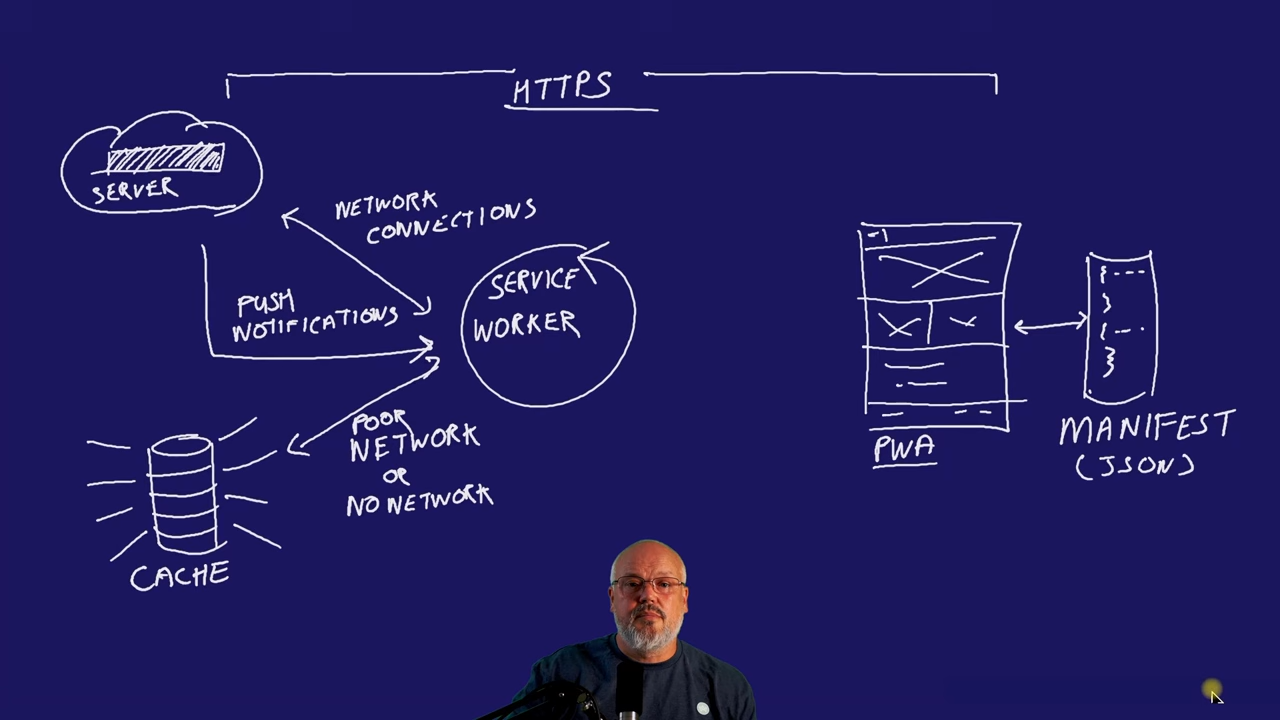 HTTPS
SERVER
NETWORK
CONNECTIONS
PUSH
NOTIFICATIONS
SERVICE
WORKER
POOR
NETWORK
OR
NO NETWORK
CACHE
PWA
MANIFEST
(JSON)